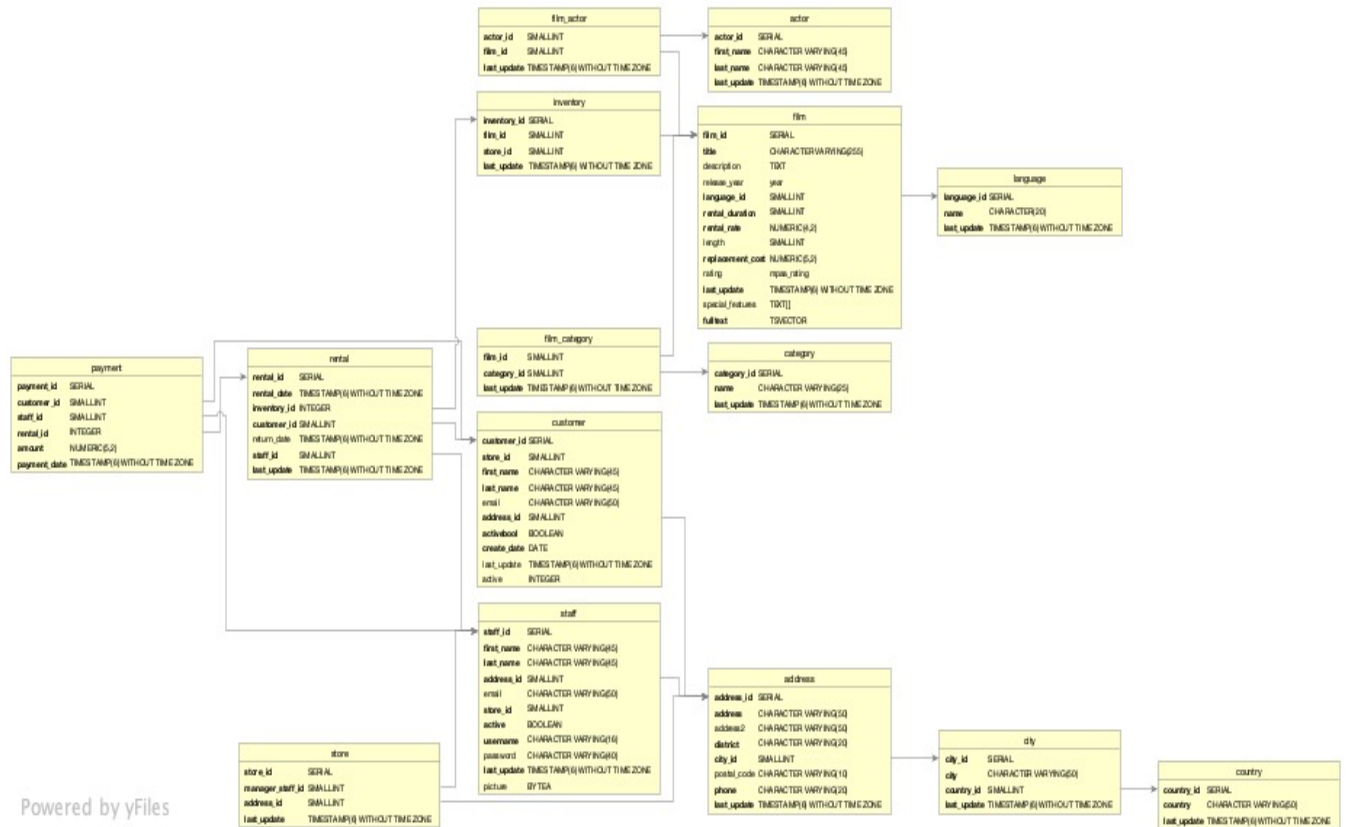 film_actor
actor_id SMALLINT
film_id SMALLINT
last_update TIMESTAMP(6) WITHOUT TIME ZONE
actor
actor_id SERIAL
first_name CHARACTER VARYING(45)
last_name CHARACTER VARYING(45)
last_update TIMESTAMP(6) WITHOUT TIME ZONE
inventory
inventory_id SERIAL
film_id SMALLINT
store_id SMALLINT
last_update TIMESTAMP(6) WITHOUT TIME ZONE
film
film_id SERIAL
title CHARACTER VARYING(255)
description TEXT
release_year year
language_id SMALLINT
rental_duration SMALLINT
rental_rate NUMERIC(4,2)
length SMALLINT
replacement_cost NUMERIC(5,2)
rating mpaa_rating
last_update TIMESTAMP(6) WITHOUT TIME ZONE
special_features TEXT[]
fulltext TSVECTOR
language
language_id SERIAL
name CHARACTER(20)
last_update TIMESTAMP(6) WITHOUT TIME ZONE
film_category
film_id SMALLINT
category_id SMALLINT
last_update TIMESTAMP(6) WITHOUT TIME ZONE
category
category_id SERIAL
name CHARACTER VARYING(25)
last_update TIMESTAMP(6) WITHOUT TIME ZONE
payment
payment_id SERIAL
customer_id SMALLINT
staff_id SMALLINT
rental_id INTEGER
amount NUMERIC(5,2)
payment_date TIMESTAMP(6) WITHOUT TIME ZONE
rental
rental_id SERIAL
rental_date TIMESTAMP(6) WITHOUT TIME ZONE
inventory_id INTEGER
customer_id SMALLINT
return_date TIMESTAMP(6) WITHOUT TIME ZONE
staff_id SMALLINT
last_update TIMESTAMP(6) WITHOUT TIME ZONE
customer
customer_id SERIAL
store_id SMALLINT
first_name CHARACTER VARYING(45)
last_name CHARACTER VARYING(45)
email CHARACTER VARYING(50)
address_id SMALLINT
activebool BOOLEAN
create_date DATE
last_update TIMESTAMP(6) WITHOUT TIME ZONE
active INTEGER
staff
staff_id SERIAL
first_name CHARACTER VARYING(45)
last_name CHARACTER VARYING(45)
address_id SMALLINT
email CHARACTER VARYING(50)
store_id SMALLINT
active BOOLEAN
username CHARACTER VARYING(16)
password CHARACTER VARYING(40)
last_update TIMESTAMP(6) WITHOUT TIME ZONE
picture BYTEA
store
store_id SERIAL
manager_staff_id SMALLINT
address_id SMALLINT
last_update TIMESTAMP(6) WITHOUT TIME ZONE
address
address_id SERIAL
address CHARACTER VARYING(50)
address2 CHARACTER VARYING(50)
district CHARACTER VARYING(20)
city_id SMALLINT
postal_code CHARACTER VARYING(10)
phone CHARACTER VARYING(20)
last_update TIMESTAMP(6) WITHOUT TIME ZONE
city
city_id SERIAL
city CHARACTER VARYING(50)
country_id SMALLINT
last_update TIMESTAMP(6) WITHOUT TIME ZONE
country
country_id SERIAL
country CHARACTER VARYING(50)
last_update TIMESTAMP(6) WITHOUT TIME ZONE
Powered by yFiles